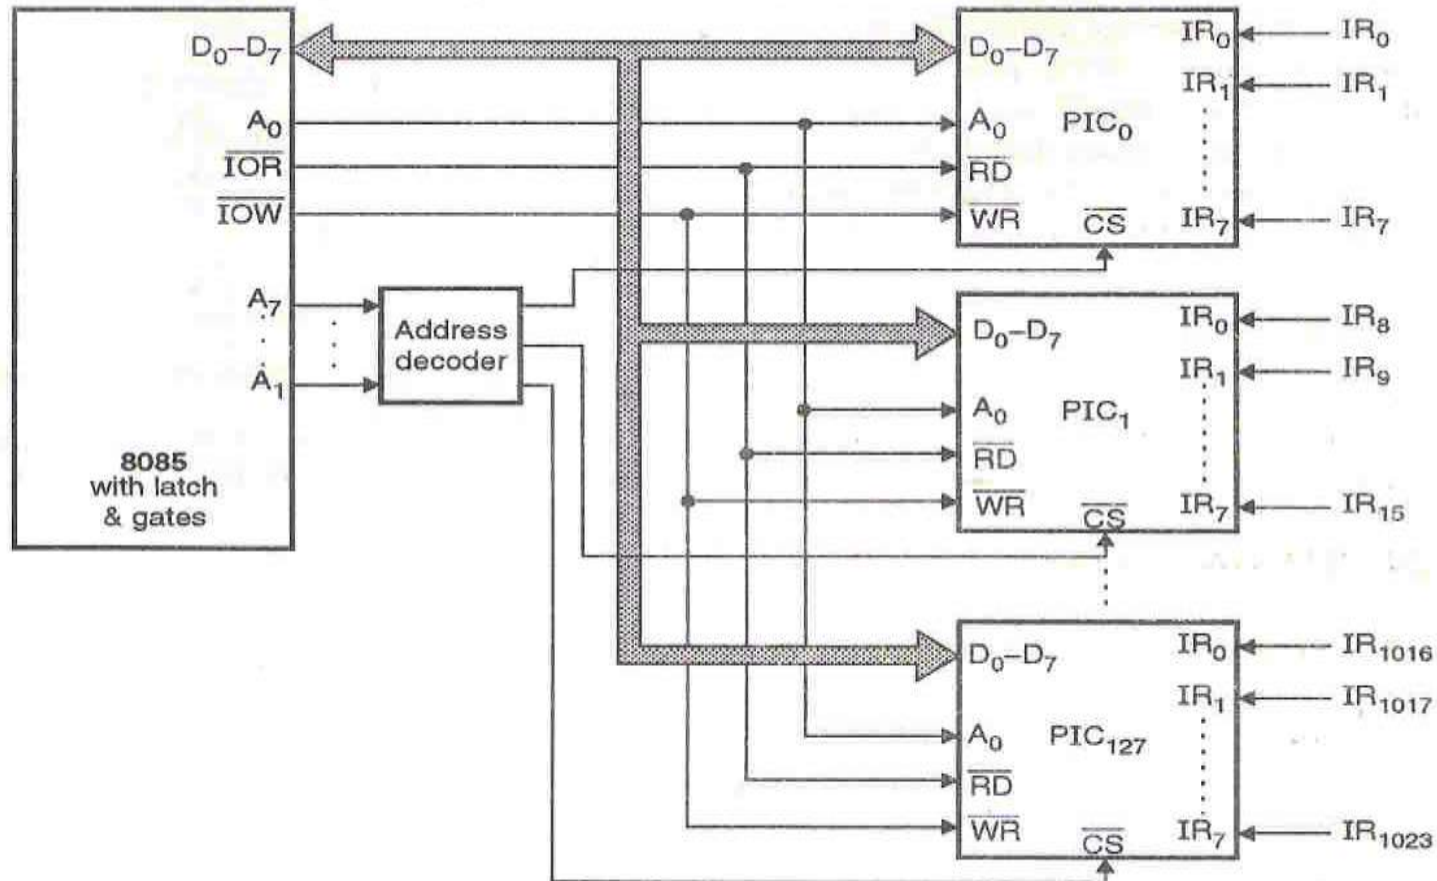 D0–D7
A0
IOR
IOW
A7
A1
8085
with latch
& gates
Address
decoder
D0–D7
A0
RD
WR
PIC0
CS
IR0
IR1
IR7
IR0
IR1
IR7
D0–D7
A0
RD
WR
PIC1
CS
IR0
IR1
IR7
IR8
IR9
IR15
D0–D7
A0
RD
WR
PIC127
CS
IR0
IR1
IR7
IR1016
IR1017
IR1023